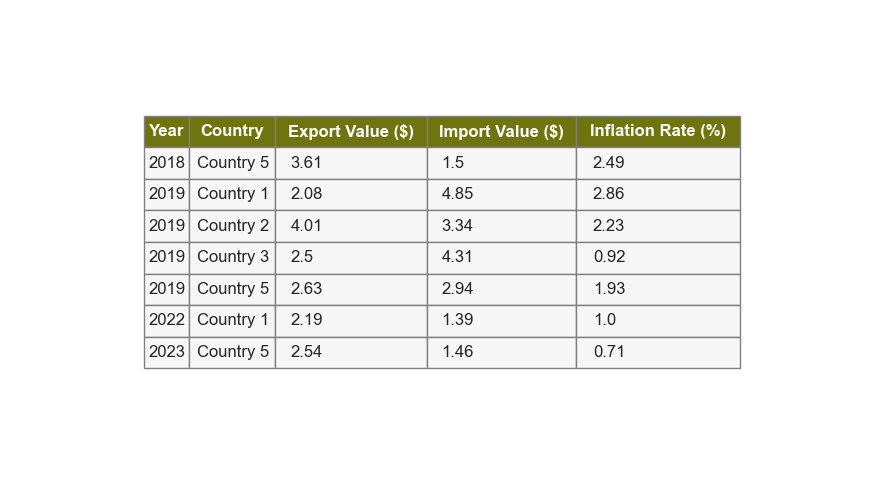 Year Country Export Value ($) Import Value ($) Inflation Rate (%)
2018 Country 5 3.61 1.5 2.49
2019 Country 1 2.08 4.85 2.86
2019 Country 2 4.01 3.34 2.23
2019 Country 3 2.5 4.31 0.92
2019 Country 5 2.63 2.94 1.93
2022 Country 1 2.19 1.39 1.0
2023 Country 5 2.54 1.46 0.71